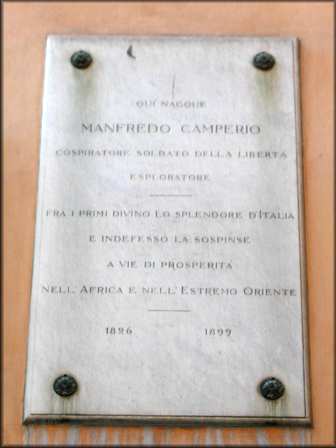 QUI NACQUE
MANFREDO CAMPERIO
COSPIRATORE SOLDATO DELLA LIBERTÀ
ESPLORATORE
FRA I PRIMI DIVINÒ LO SPLENDORE D'ITALIA
E INDEFESSO LA SOSPINSE
A VIE DI PROSPERITÀ
NELL'AFRICA E NELL'ESTREMO ORIENTE
1826 1899